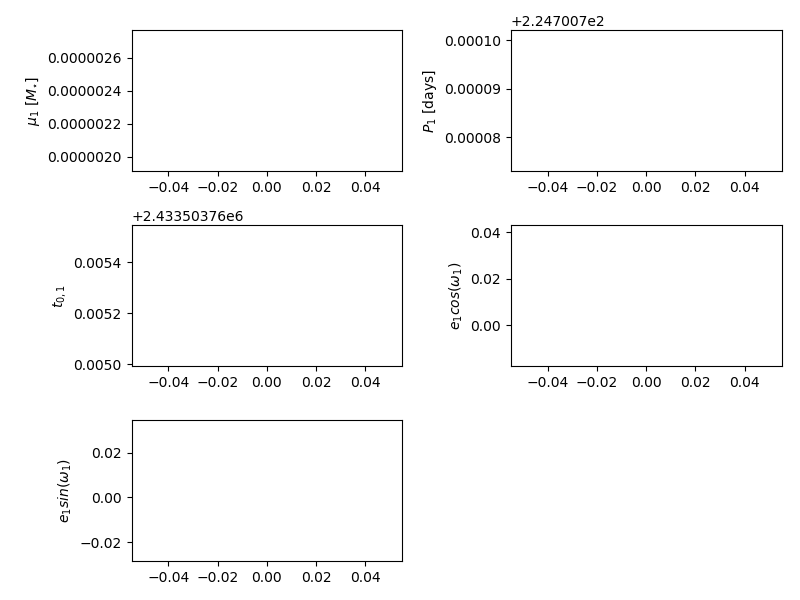 μ₁ [M⋆]
0.0000026
0.0000024
0.0000022
0.0000020
−0.04 −0.02 0.00 0.02 0.04
+2.247007e2
P₁ [days]
0.00010
0.00009
0.00008
−0.04 −0.02 0.00 0.02 0.04
+2.43350376e6
t₀,₁
0.0054
0.0052
0.0050
−0.04 −0.02 0.00 0.02 0.04
e₁cos(ω₁)
0.04
0.02
0.00
−0.04 −0.02 0.00 0.02 0.04
e₁sin(ω₁)
0.02
0.00
−0.02
−0.04 −0.02 0.00 0.02 0.04